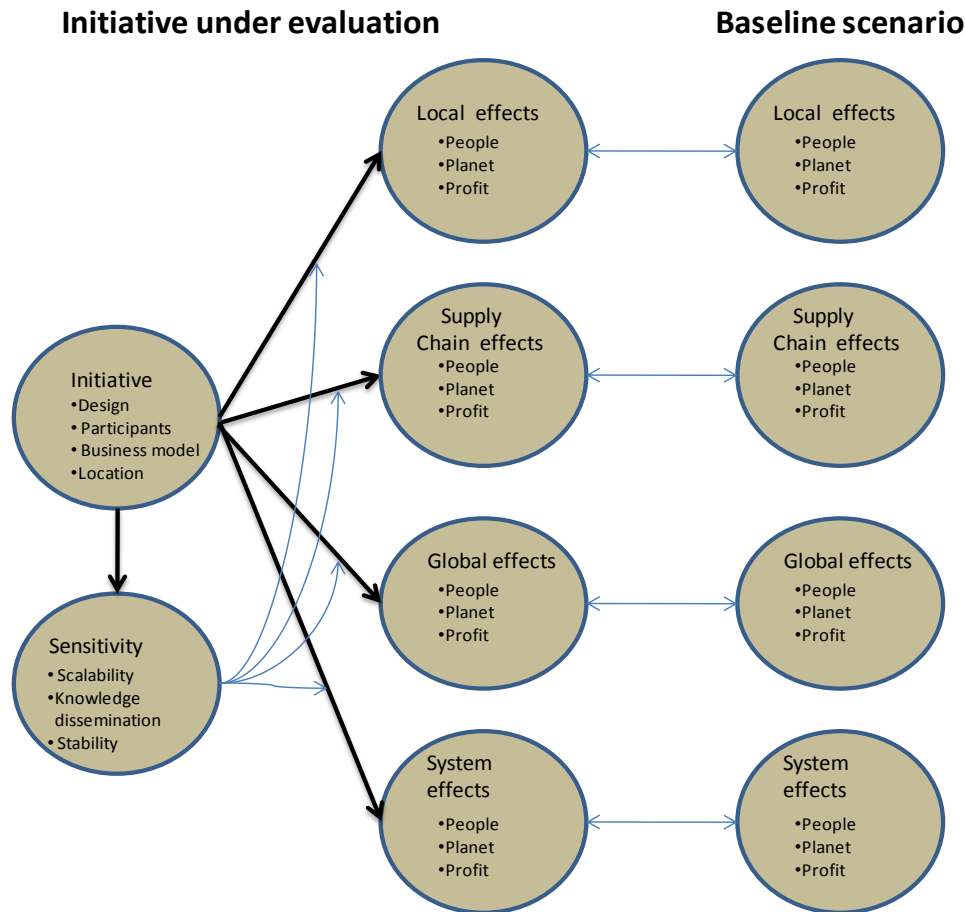 Initiative under evaluation
Baseline scenario
Local effects
•People
•Planet
•Profit
Local effects
•People
•Planet
•Profit
Supply
Chain effects
•People
•Planet
•Profit
Supply
Chain effects
•People
•Planet
•Profit
Initiative
•Design
•Participants
•Business model
•Location
Global effects
•People
•Planet
•Profit
Global effects
•People
•Planet
•Profit
Sensitivity
•Scalability
•Knowledge
dissemination
•Stability
System
effects
•People
•Planet
•Profit
System
effects
•People
•Planet
•Profit